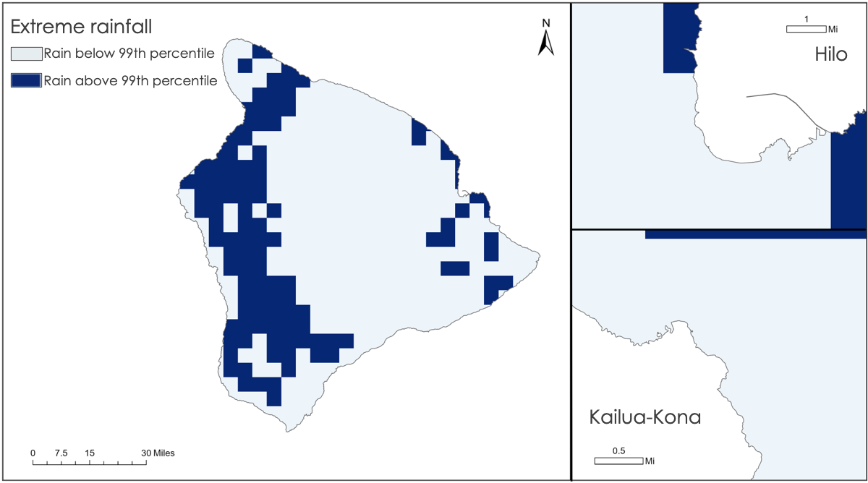 Extreme rainfall
Rain below 99th percentile
Rain above 99th percentile
N
0 7.5 15 30 Miles
1
Mi
Hilo
Kailua-Kona
0.5
Mi